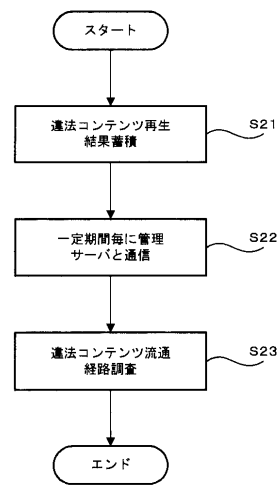 スタート
違法コンテンツ再生
結果蓄積
S21
一定期間毎に管理
サーバと通信
S22
違法コンテンツ流通
経路調査
S23
エンド